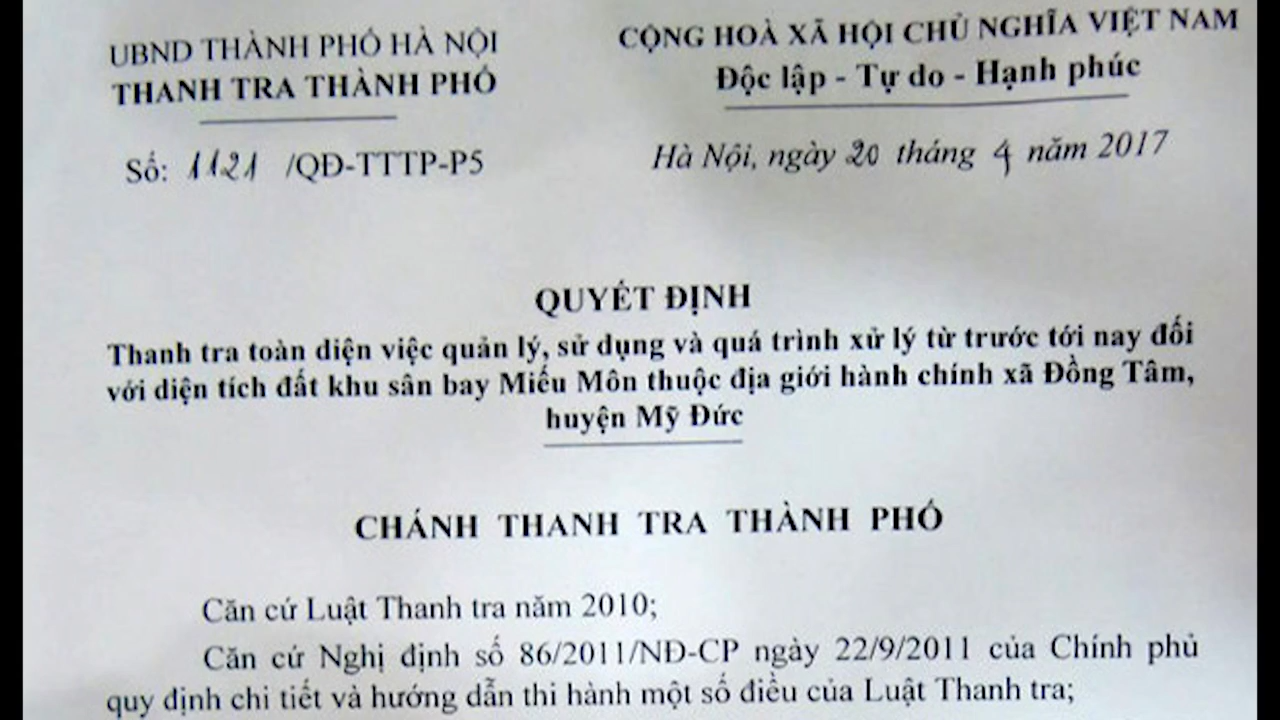 UBND THÀNH PHỐ HÀ NỘI
THANH TRA THÀNH PHỐ
Số: 1121 /QĐ-TTTP-P5
CỘNG HOÀ XÃ HỘI CHỦ NGHĨA VIỆT NAM
Độc lập - Tự do - Hạnh phúc
Hà Nội, ngày 20 tháng 4 năm 2017
QUYẾT ĐỊNH
Thanh tra toàn diện việc quản lý, sử dụng và quá trình xử lý từ trước tới nay đối
với diện tích đất khu sân bay Miếu Môn thuộc địa giới hành chính xã Đồng Tâm,
huyện Mỹ Đức
CHÁNH THANH TRA THÀNH PHỐ
Căn cứ Luật Thanh tra năm 2010;
Căn cứ Nghị định số 86/2011/NĐ-CP ngày 22/9/2011 của Chính phủ
quy định chi tiết và hướng dẫn thi hành một số điều của Luật Thanh tra;